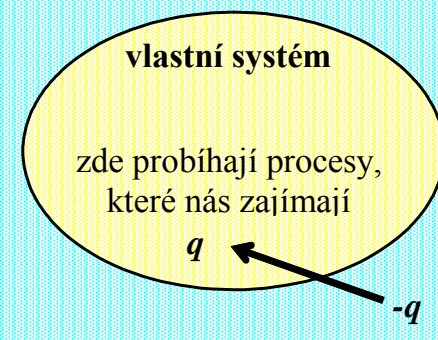 vlastní systém
zde probíhají procesy,
které nás zajímají
q
-q